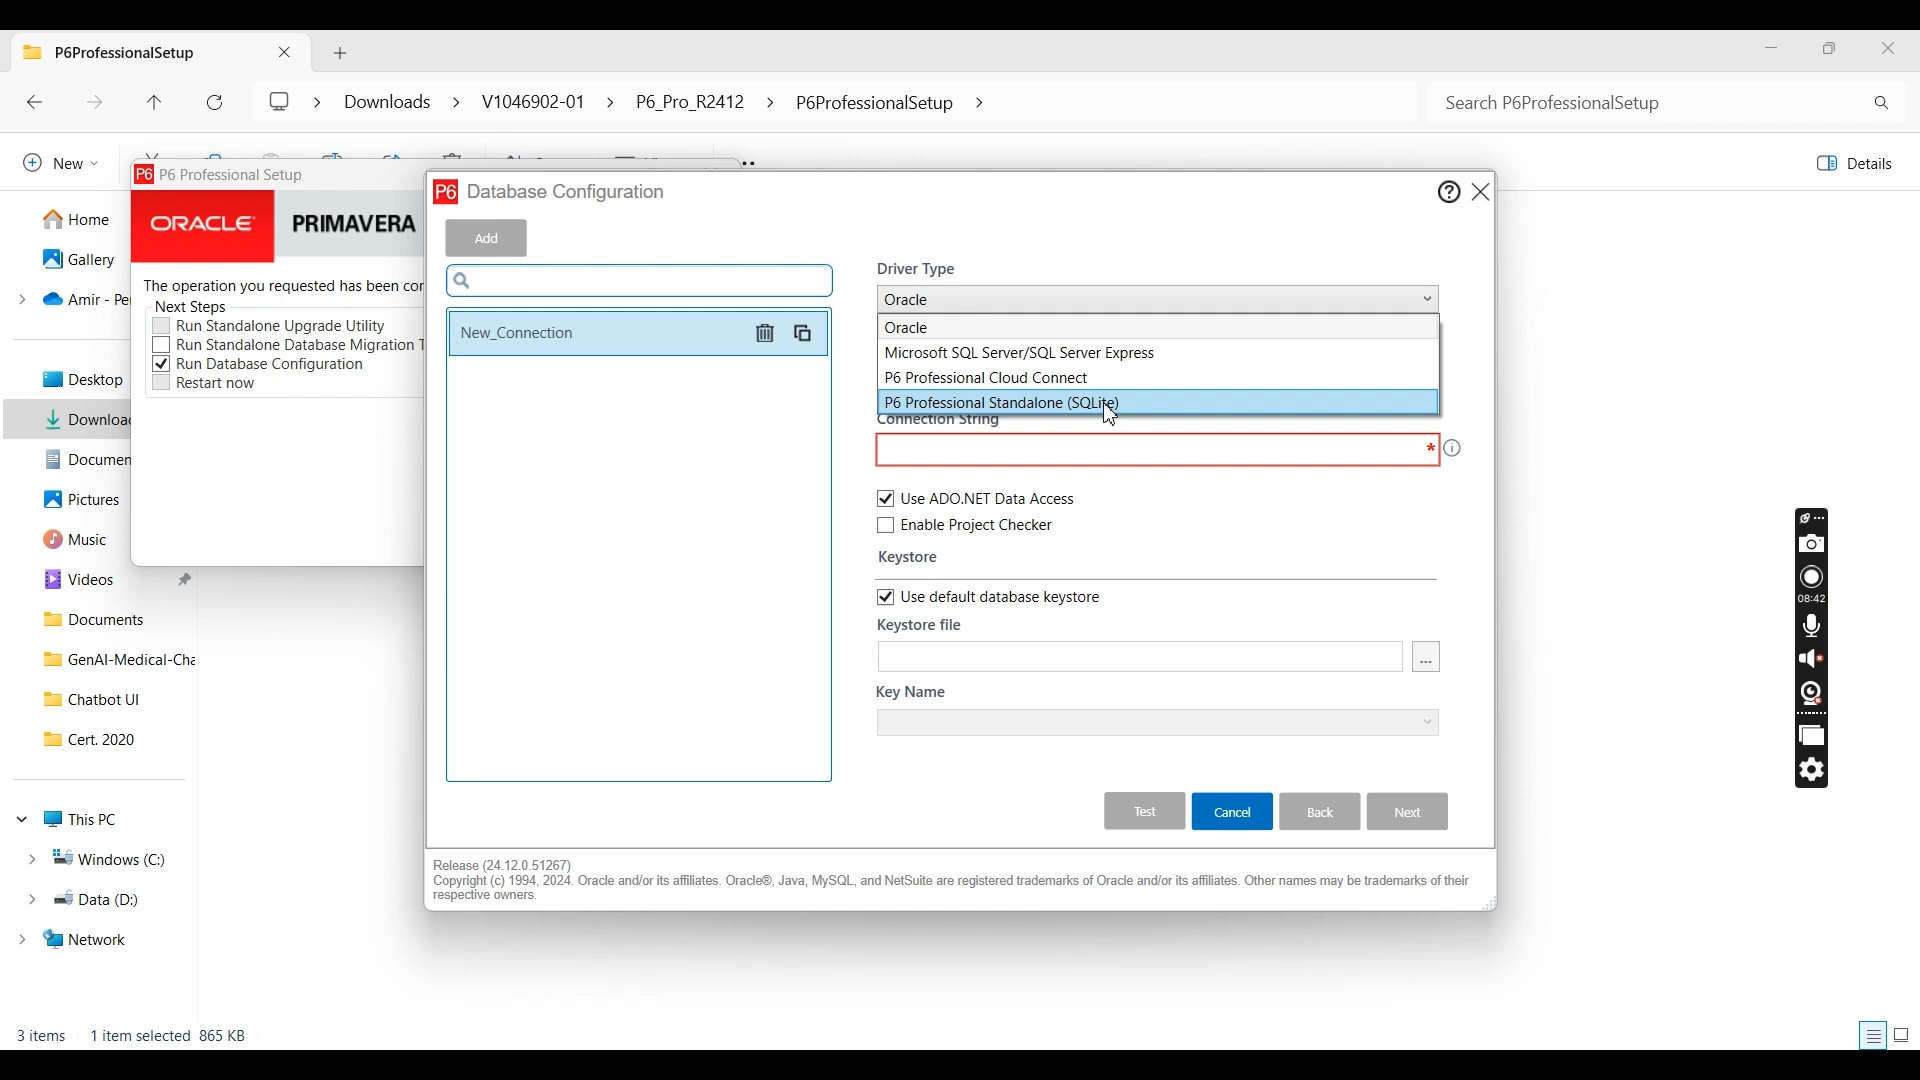 P6ProfessionalSetup
Downloads
V1046902-01
P6_Pro_R2412
P6ProfessionalSetup
Search P6ProfessionalSetup
New
Details
P6 P6 Professional Setup
ORACLE
PRIMAVERA
The operation you requested has been
Next Steps
Run Standalone Upgrade Utility
Run Standalone Database Migration T
Run Database Configuration
Restart now
Home
Gallery
Amir - Per
Desktop
Downloa
Documen
Pictures
Music
Videos
Documents
GenAI-Medical-Cha
Chatbot UI
Cert. 2020
This PC
Windows (C:)
Data (D:)
Network
P6 Database Configuration
Add
New_Connection
Driver Type
Oracle
Oracle
Microsoft SQL Server/SQL Server Express
P6 Professional Cloud Connect
P6 Professional Standalone (SQLite)
Connection String
*
Use ADO.NET Data Access
Enable Project Checker
Keystore
Use default database keystore
Keystore file
...
Key Name
Test
Cancel
Back
Next
Release (24.12.0.51267)
Copyright (c) 1994, 2024. Oracle and/or its affiliates. Oracle®, Java, MySQL, and NetSuite are registered trademarks of Oracle and/or its affiliates. Other names may be trademarks of their
respective owners.
08:42
3 items
1 item selected 865 KB